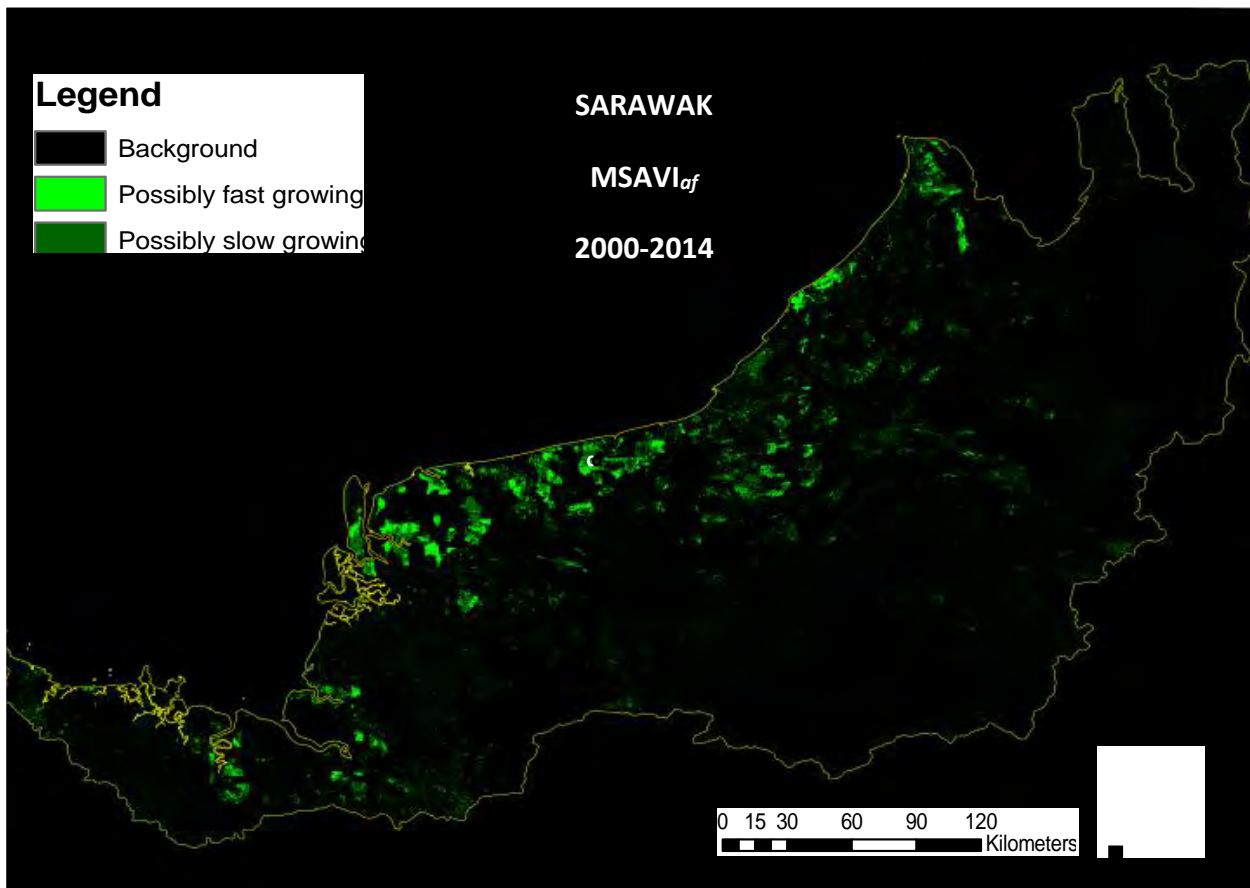 Legend
Background
Possibly fast growing
Possibly slow growing
SARAWAK
MSAVIaf
2000-2014
c
0 15 30 60 90 120
Kilometers